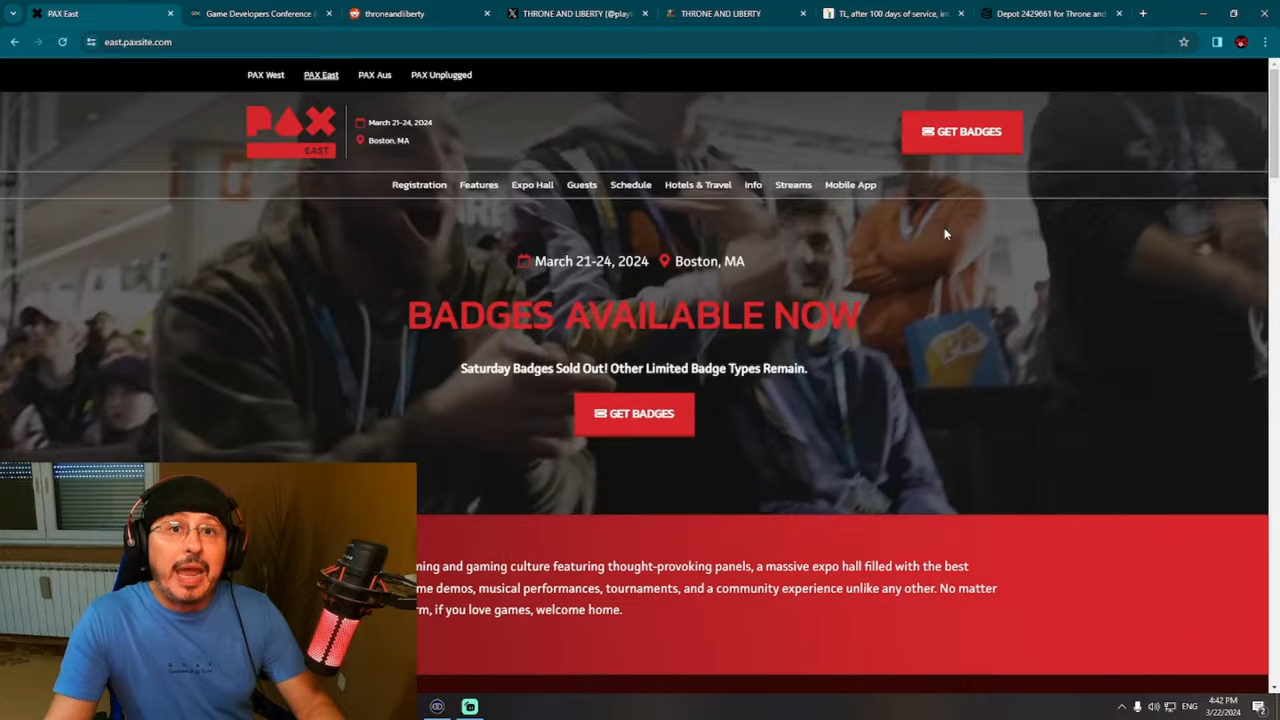 PAX East
Game Developers Conference (
throneandliberty
THRONE AND LIBERTY (@play
THRONE AND LIBERTY
TL, after 100 days of service, in
Depot 2429661 for Throne and
east.paxsite.com
PAX West PAX East PAX Aus PAX Unplugged
PAX
EAST
March 21-24, 2024
Boston, MA
GET BADGES
Registration Features Expo Hall Guests Schedule Hotels & Travel Info Streams Mobile App
March 21-24, 2024 Boston, MA
BADGES AVAILABLE NOW
Saturday Badges Sold Out! Other Limited Badge Types Remain.
GET BADGES
ning and gaming culture featuring thought-provoking panels, a massive expo hall filled with the best
me demos, musical performances, tournaments, and a community experience unlike any other. No matter
rm, if you love games, welcome home.
ENG
4:42 PM
3/22/2024
2